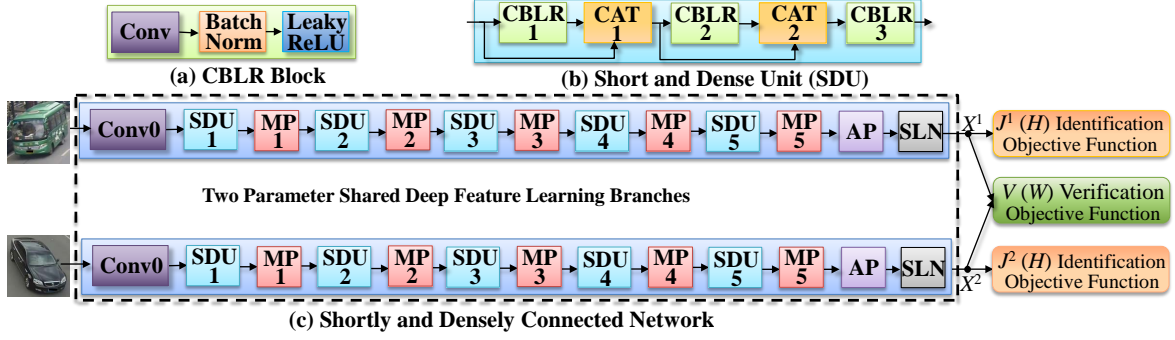 Conv
Batch
Norm
Leaky
ReLU
(a) CBLR Block
CBLR
1
CAT
1
CBLR
2
CAT
2
CBLR
3
(b) Short and Dense Unit (SDU)
Conv0
SDU
1
MP
1
SDU
2
MP
2
SDU
3
MP
3
SDU
4
MP
4
SDU
5
MP
5
AP
SLN
X¹
J¹ (H) Identification
Objective Function
Two Parameter Shared Deep Feature Learning Branches
V (W) Verification
Objective Function
Conv0
SDU
1
MP
1
SDU
2
MP
2
SDU
3
MP
3
SDU
4
MP
4
SDU
5
MP
5
AP
SLN
X²
J² (H) Identification
Objective Function
(c) Shortly and Densely Connected Network